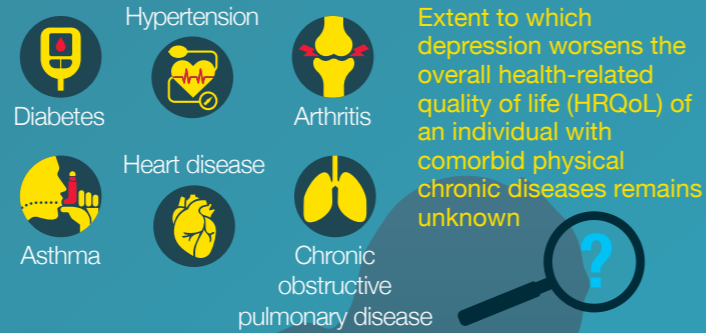 Hypertension
Diabetes
Arthritis
Heart disease
Asthma
Chronic
obstructive
pulmonary disease
Extent to which
depression worsens the
overall health-related
quality of life (HRQoL) of
an individual with
comorbid physical
chronic diseases remains
unknown
?